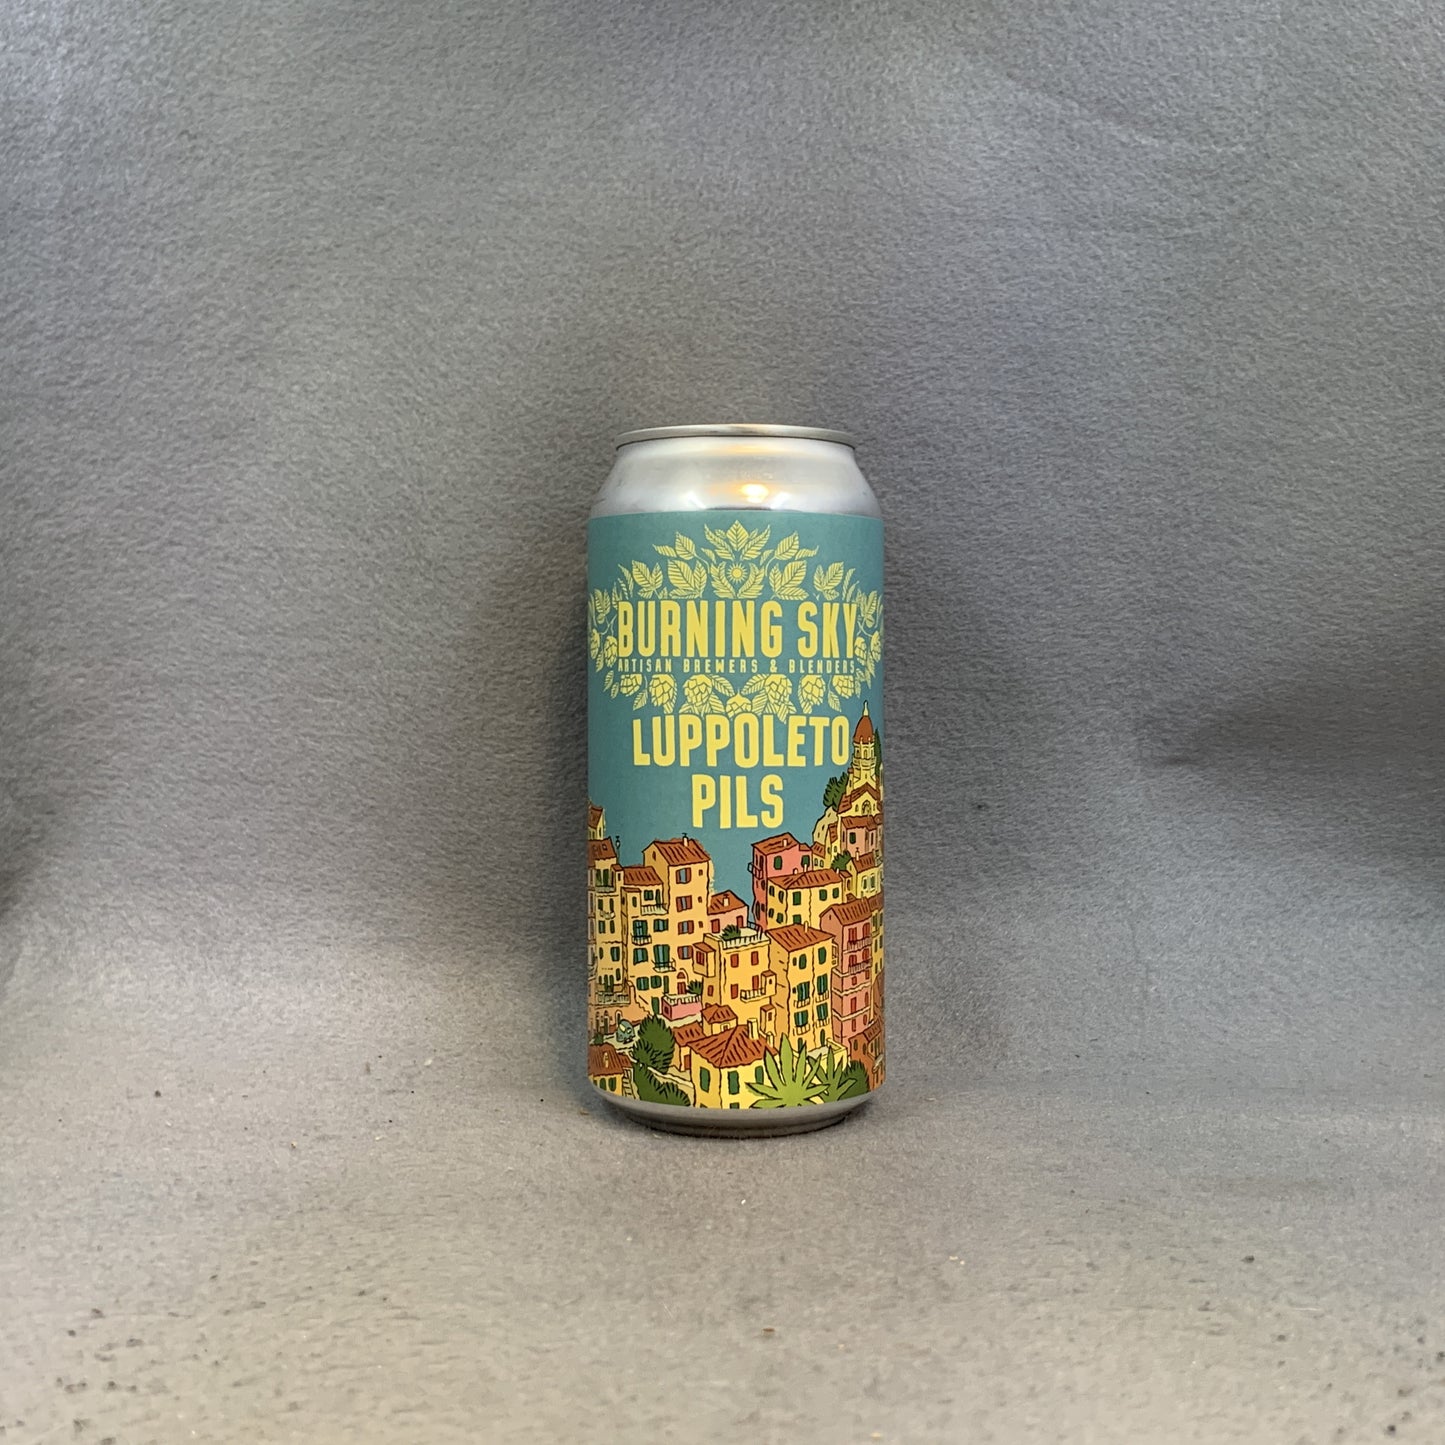 BURNING SKY
ARTISAN BREWERS & BLENDERS
LUPPOLETO
PILS